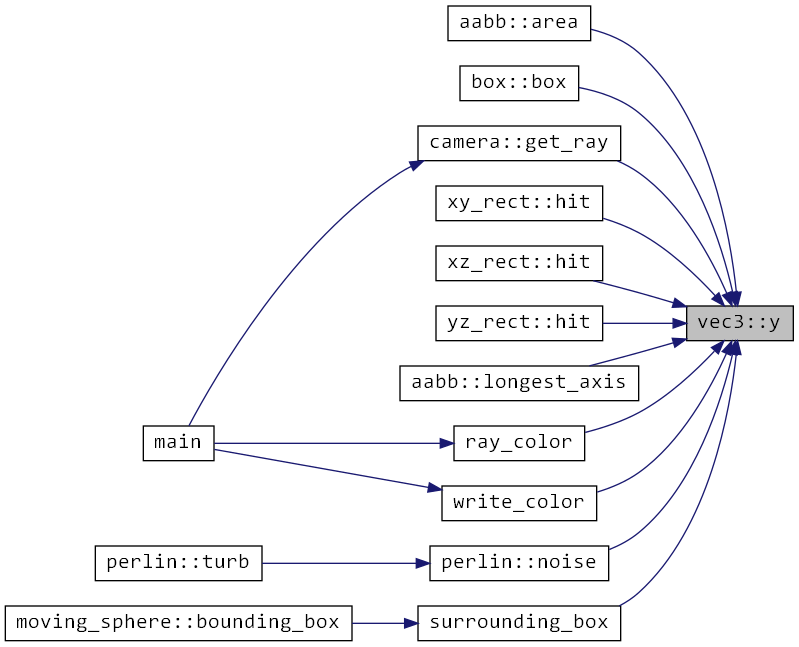 aabb::area
box::box
camera::get_ray
xy_rect::hit
xz_rect::hit
yz_rect::hit
vec3::y
aabb::longest_axis
main
ray_color
write_color
perlin::turb
perlin::noise
moving_sphere::bounding_box
surrounding_box